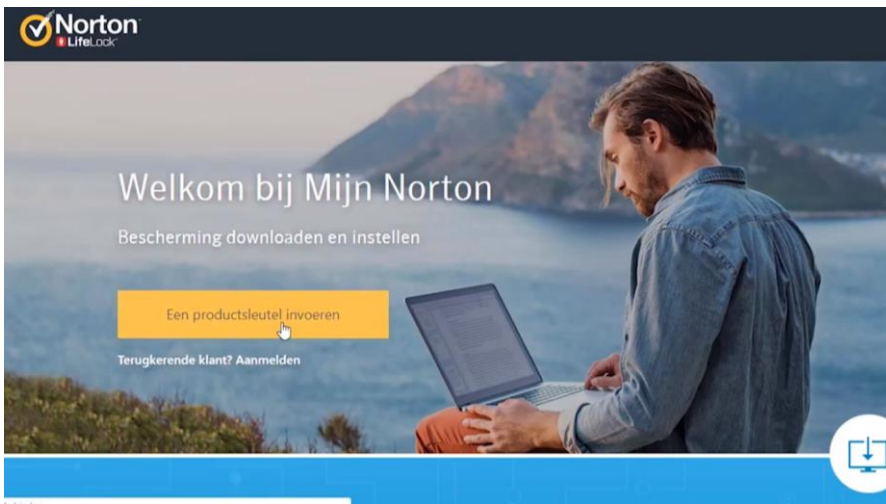 Norton
LifeLock
Welkom bij Mijn Norton
Bescherming downloaden en instellen
Een productsleutel invoeren
Terugkerende klant? Aanmelden